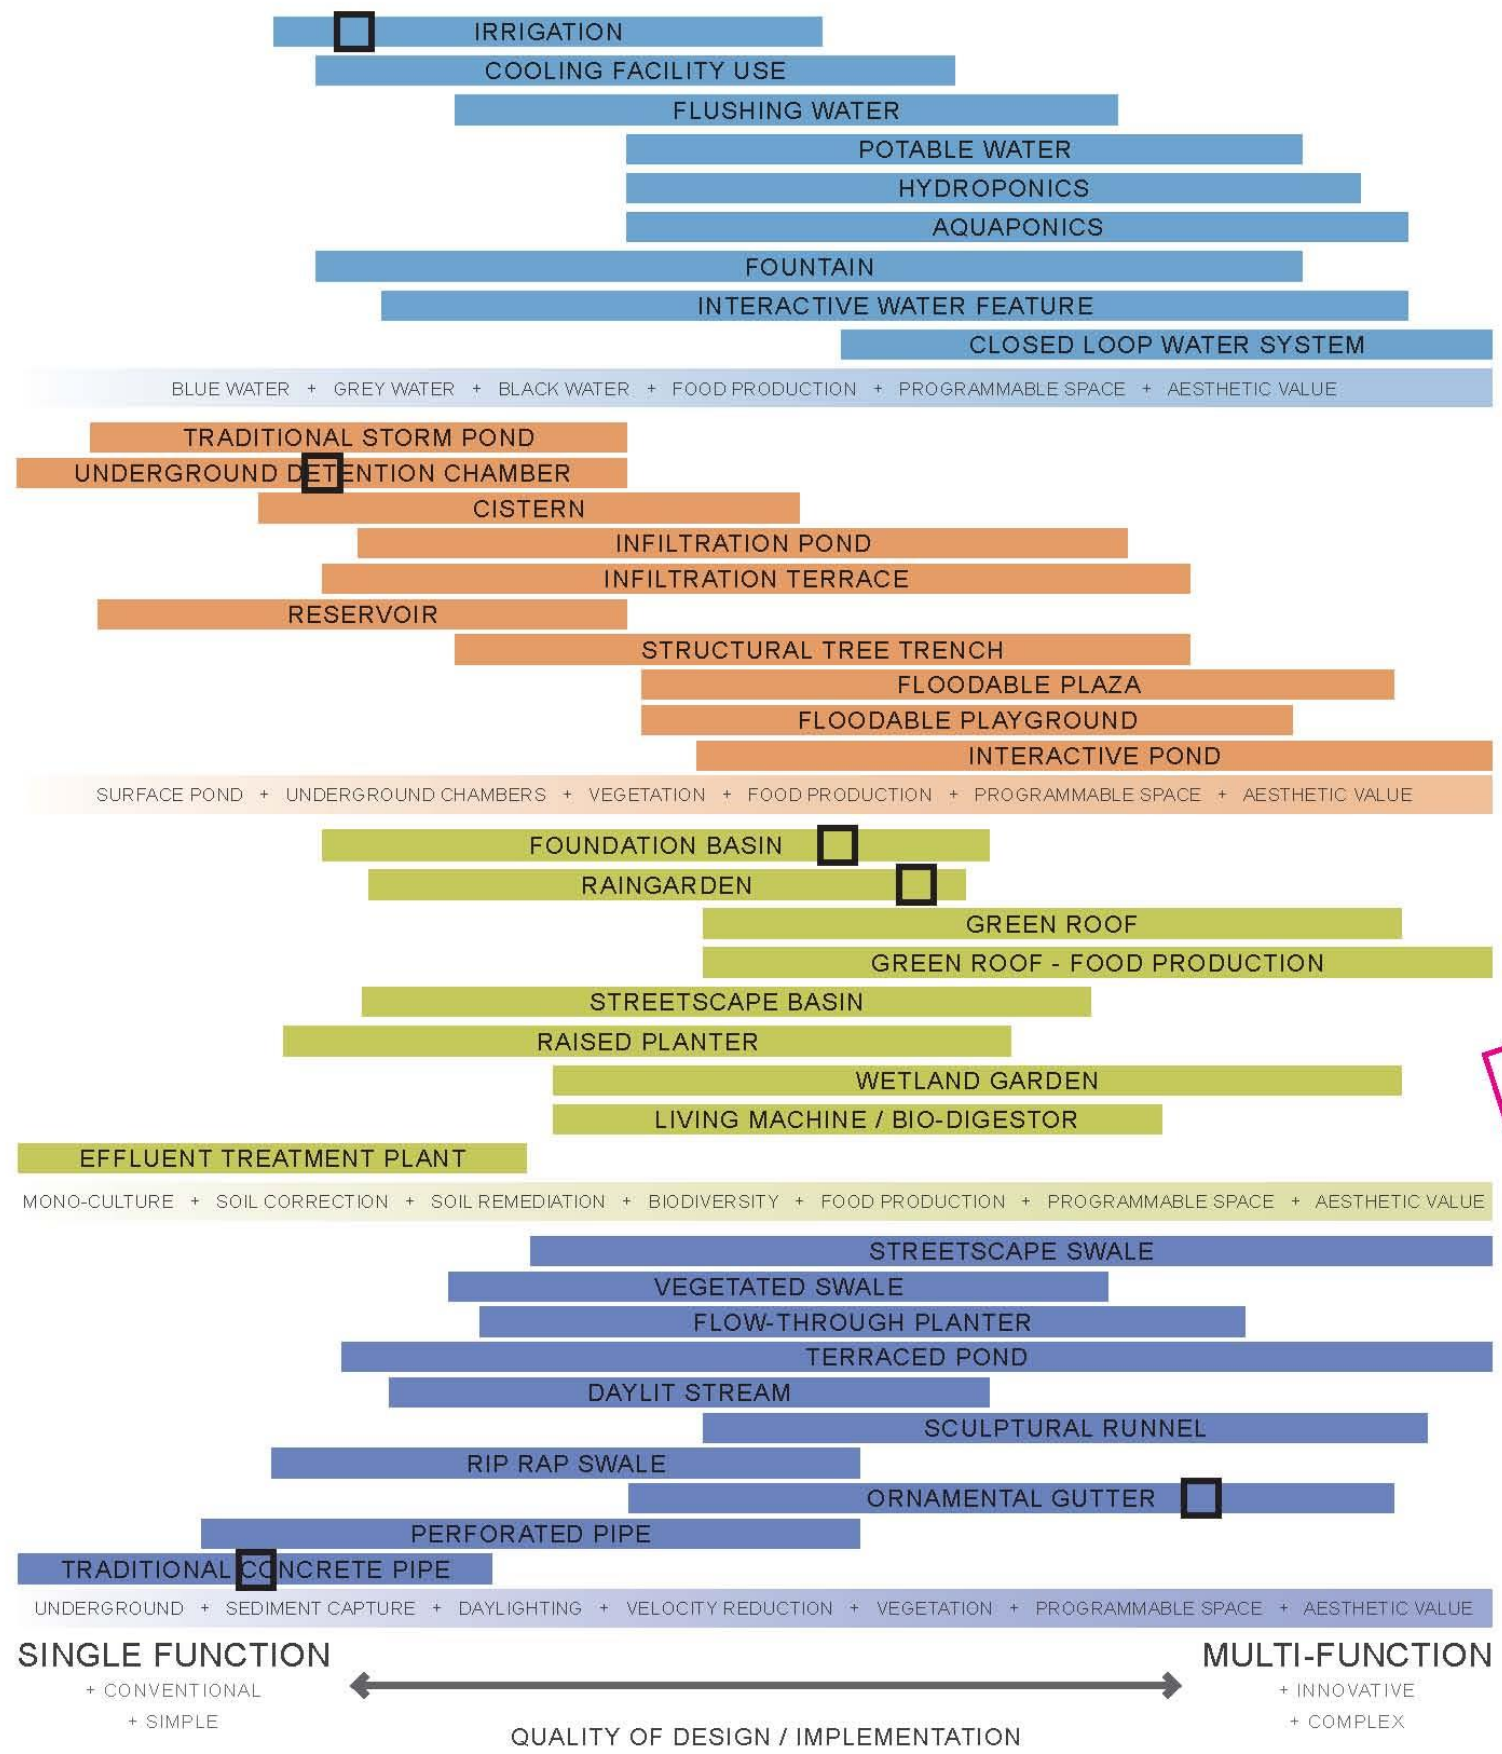 IRRIGATION
COOLING FACILITY USE
FLUSHING WATER
POTABLE WATER
HYDROPONICS
AQUAPONICS
FOUNTAIN
INTERACTIVE WATER FEATURE
CLOSED LOOP WATER SYSTEM
BLUE WATER + GREY WATER + BLACK WATER + FOOD PRODUCTION + PROGRAMMABLE SPACE + AESTHETIC VALUE
TRADITIONAL STORM POND
UNDERGROUND DETENTION CHAMBER
CISTERN
INFILTRATION POND
INFILTRATION TERRACE
RESERVOIR
STRUCTURAL TREE TRENCH
FLOODABLE PLAZA
FLOODABLE PLAYGROUND
INTERACTIVE POND
SURFACE POND + UNDERGROUND CHAMBERS + VEGETATION + FOOD PRODUCTION + PROGRAMMABLE SPACE + AESTHETIC VALUE
FOUNDATION BASIN
RAINGARDEN
GREEN ROOF
GREEN ROOF - FOOD PRODUCTION
STREETSCAPE BASIN
RAISED PLANTER
WETLAND GARDEN
LIVING MACHINE / BIO-DIGESTOR
EFFLUENT TREATMENT PLANT
MONO-CULTURE + SOIL CORRECTION + SOIL REMEDIATION + BIODIVERSITY + FOOD PRODUCTION + PROGRAMMABLE SPACE + AESTHETIC VALUE
STREETSCAPE SWALE
VEGETATED SWALE
FLOW-THROUGH PLANTER
TERRACED POND
DAYLIT STREAM
SCULPTURAL RUNNEL
RIP RAP SWALE
ORNAMENTAL GUTTER
PERFORATED PIPE
TRADITIONAL CONCRETE PIPE
UNDERGROUND + SEDIMENT CAPTURE + DAYLIGHTING + VELOCITY REDUCTION + VEGETATION + PROGRAMMABLE SPACE + AESTHETIC VALUE
SINGLE FUNCTION
+ CONVENTIONAL
+ SIMPLE
QUALITY OF DESIGN / IMPLEMENTATION
MULTI-FUNCTION
+ INNOVATIVE
+ COMPLEX